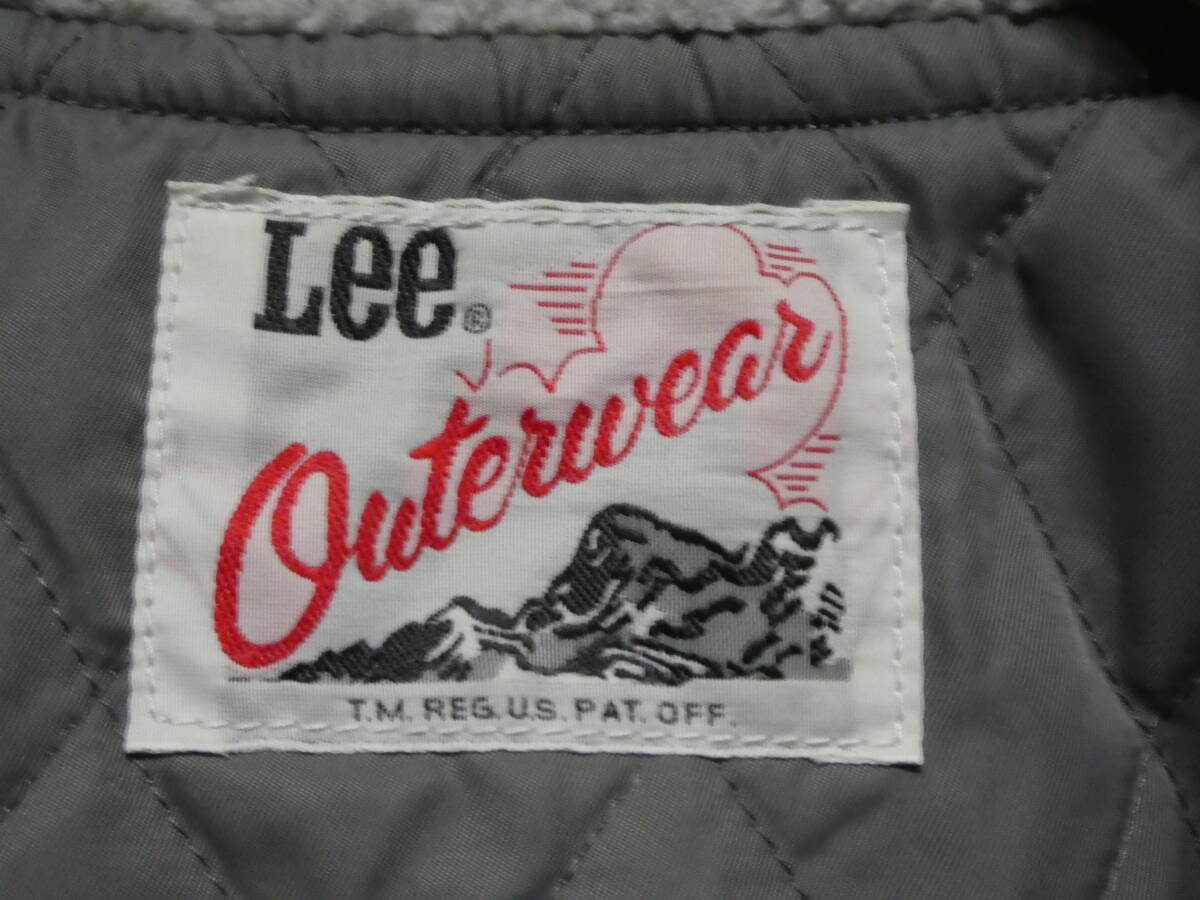 Lee®
Outerwear
T.M. REG. U.S. PAT. OFF.